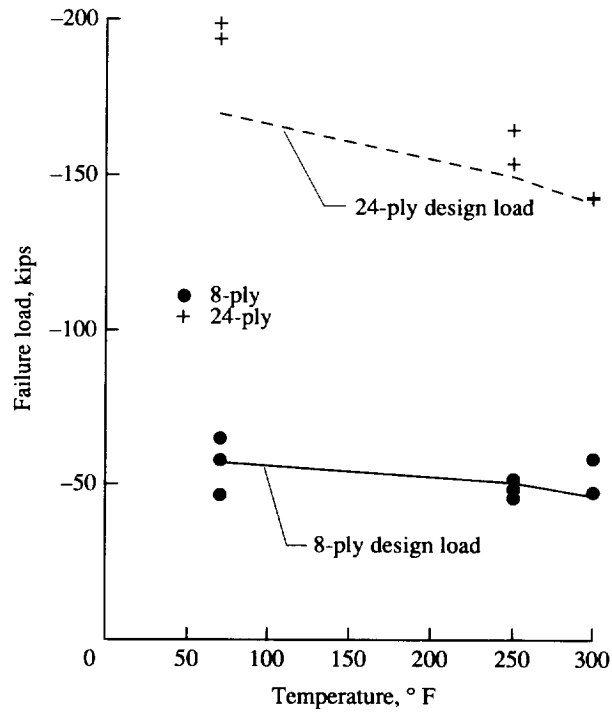 –200
–150
–100
–50
0
50
100
150
200
250
300
Failure load, kips
Temperature, ° F
24-ply design load
8-ply
24-ply
8-ply design load